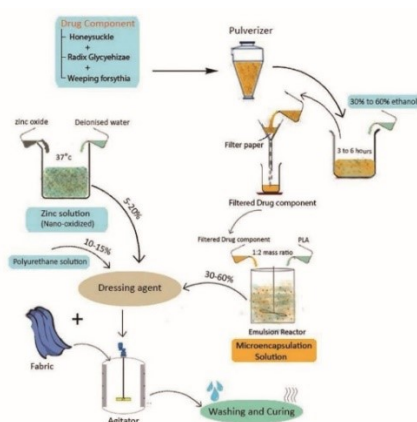 Drug Component
Honeysuckle
+
Radix Glycyehizae
+
Weeping forsythia
Pulverizer
30% to 60% ethanol
3 to 6 hours
Filter paper
Filtered Drug component
zinc oxide
Deionised water
37°c
Zinc solution
(Nano-oxidized)
5-20%
10-15%
Polyurethane solution
Dressing agent
30-60%
Filtered Drug component
PLA
1:2 mass ratio
Emulsion Reactor
Microencapsulation
Solution
+
Fabric
Agitator
Washing and Curing